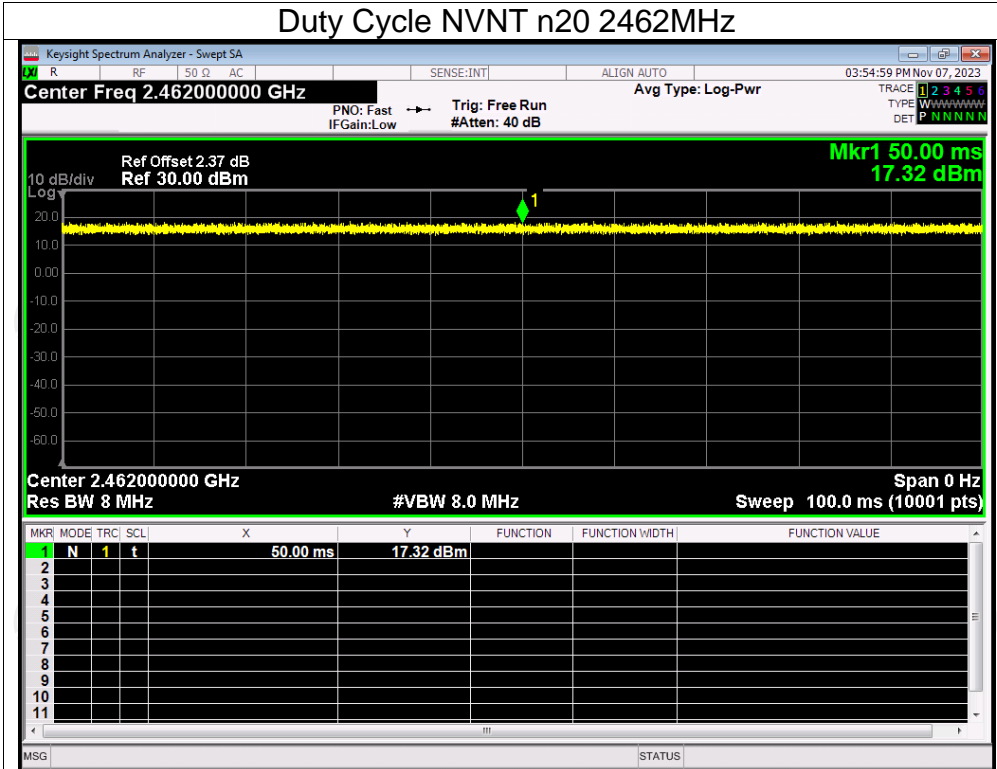 Duty Cycle NVNT n20 2462MHz
Keysight Spectrum Analyzer - Swept SA
LXI R RF 50 Ω AC SENSE:INT ALIGN AUTO 03:54:59 PM Nov 07, 2023
Center Freq 2.462000000 GHz Avg Type: Log-Pwr TRACE 1 2 3 4 5 6
PNO: Fast Trig: Free Run TYPE WWWWWW
IFGain:Low #Atten: 40 dB DET P N N N N N
Mkr1 50.00 ms
Ref Offset 2.37 dB
10 dB/div Ref 30.00 dBm 17.32 dBm
Log
1
20.0
10.0
0.00
-10.0
-20.0
-30.0
-40.0
-50.0
-60.0
Center 2.462000000 GHz Span 0 Hz
Res BW 8 MHz #VBW 8.0 MHz Sweep 100.0 ms (10001 pts)
MKR MODE TRC SCL X Y FUNCTION FUNCTION WIDTH FUNCTION VALUE
1 N 1 t 50.00 ms 17.32 dBm
2
3
4
5
6
7
8
9
10
11
MSG STATUS